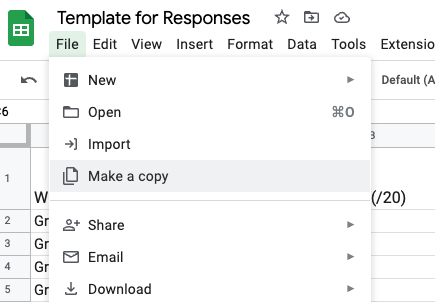 Template for Responses
File Edit View Insert Format Data Tools Extensio
New
Default (A
Open ⌘O
Import
Make a copy
1 W (/20)
Share
2 Gr
3 Gr
Email
4 Gr
Download
5 Gr